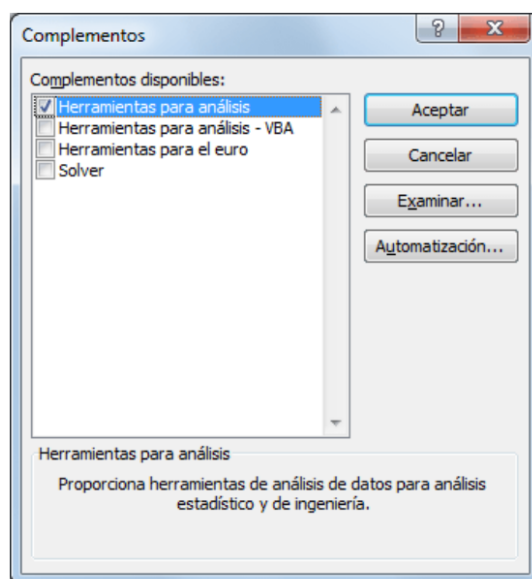 Complementos
?
Complementos disponibles:
Herramientas para análisis
Herramientas para análisis - VBA
Herramientas para el euro
Solver
Aceptar
Cancelar
Examinar...
Automatización...
Herramientas para análisis
Proporciona herramientas de análisis de datos para análisis
estadístico y de ingeniería.